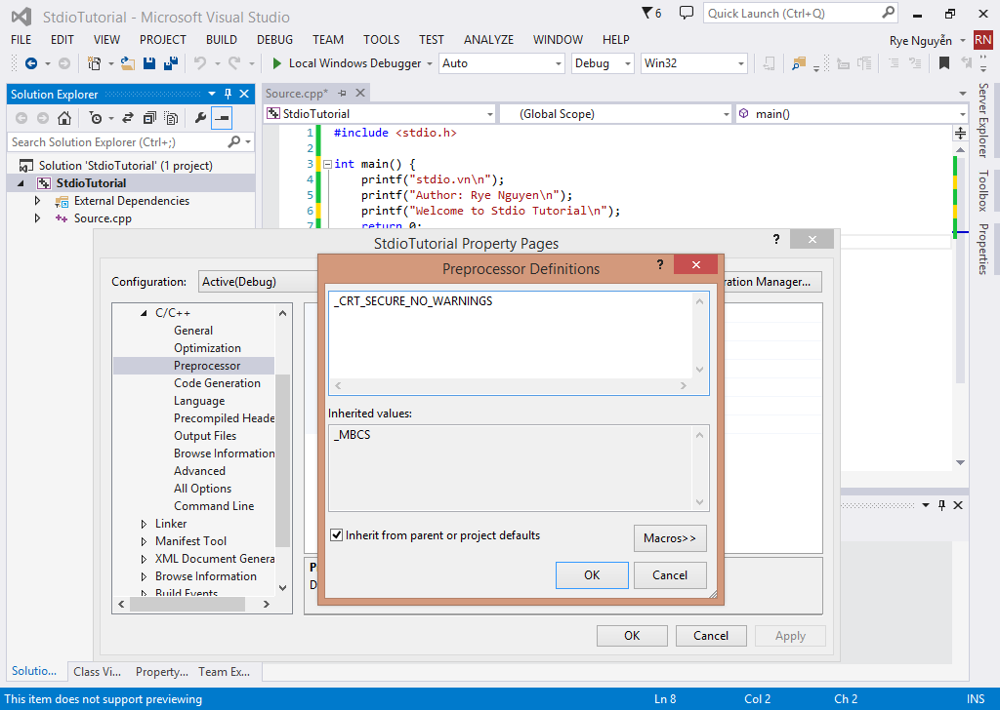 StdioTutorial - Microsoft Visual Studio
6
Quick Launch (Ctrl+Q)
FILE EDIT VIEW PROJECT BUILD DEBUG TEAM TOOLS TEST ANALYZE WINDOW HELP
Rye Nguyễn RN
Local Windows Debugger Auto Debug Win32
Solution Explorer
Search Solution Explorer (Ctrl+;)
Solution 'StdioTutorial' (1 project)
StdioTutorial
External Dependencies
Source.cpp
Source.cpp*
StdioTutorial (Global Scope) main()
1 #include <stdio.h>
2
3 int main() {
4 printf("stdio.vn\n");
5 printf("Author: Rye Nguyen\n");
6 printf("Welcome to Stdio Tutorial\n");
7 return 0;
Server Explorer
Toolbox
Properties
StdioTutorial Property Pages
?
Configuration: Active(Debug)
ration Manager...
C/C++
General
Optimization
Preprocessor
Code Generation
Language
Precompiled Heade
Output Files
Browse Information
Advanced
All Options
Command Line
Linker
Manifest Tool
XML Document Genera
Browse Information
Build Events
P
D
Preprocessor Definitions
?
_CRT_SECURE_NO_WARNINGS
Inherited values:
_MBCS
Inherit from parent or project defaults
Macros>>
OK Cancel
OK Cancel Apply
Solutio... Class Vi... Property... Team Ex...
This item does not support previewing
Ln 8 Col 2 Ch 2 INS